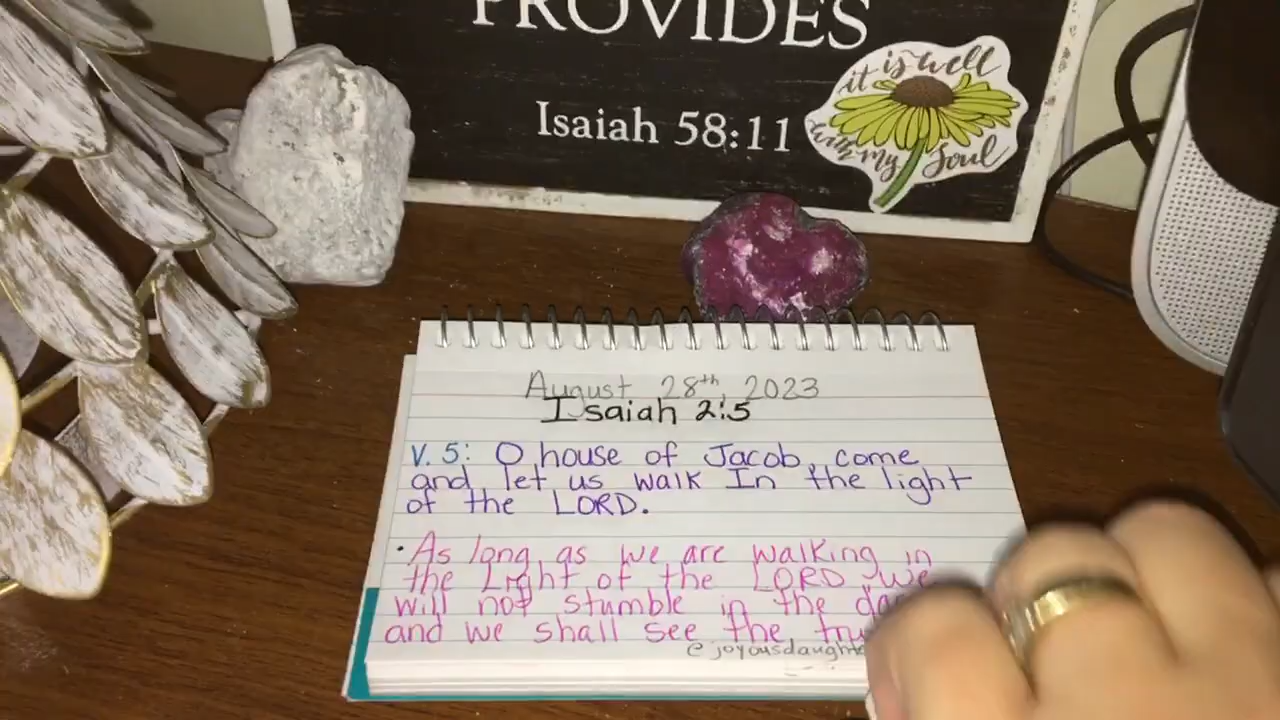 PROVIDES
Isaiah 58:11
it is well
with my Soul
August 28th, 2023
Isaiah 2:5
V. 5: O house of Jacob, come
and let us walk In the light
of the LORD.
• As long as we are walking in
the Light of the LORD, we
will not stumble in the
and we shall see the